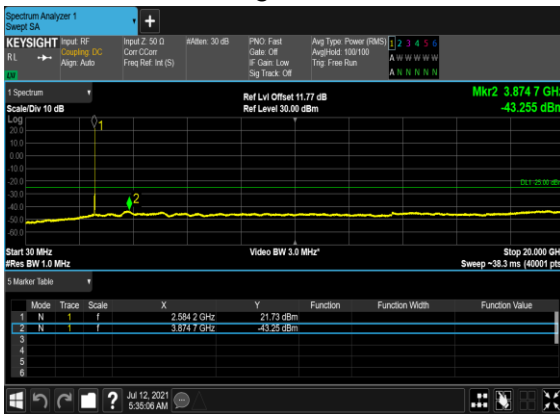 Spectrum Analyzer 1
Swept SA
+
KEYSIGHT Input: RF Input Z: 50 Ω #Atten: 30 dB PNO: Fast Avg Type: Power (RMS) 1 2 3 4 5 6
RL Coupling: DC Corr CCorr Gate: Off Avg|Hold: 100/100 A W W W W W
Align: Auto Freq Ref: Int (S) IF Gain: Low Trig: Free Run
Sig Track: Off A N N N N N
1 Spectrum Ref Lvl Offset 11.77 dB Mkr2 3.874 7 GHz
Scale/Div 10 dB Ref Level 30.00 dBm -43.255 dBm
Log
20.0
10.0
0.00
-10.0
-20.0
-30.0
-40.0
-50.0
-60.0
1
2
DL1 -25.00 dBm
Start 30 MHz Video BW 3.0 MHz* Stop 20.000 GHz
#Res BW 1.0 MHz Sweep ~38.3 ms (40001 pts)
5 Marker Table
Mode Trace Scale X Y Function Function Width Function Value
1 N 1 f 2.584 2 GHz 21.73 dBm
2 N 1 f 3.874 7 GHz -43.25 dBm
3
4
5
6
? Jul 12, 2021
5:35:06 AM